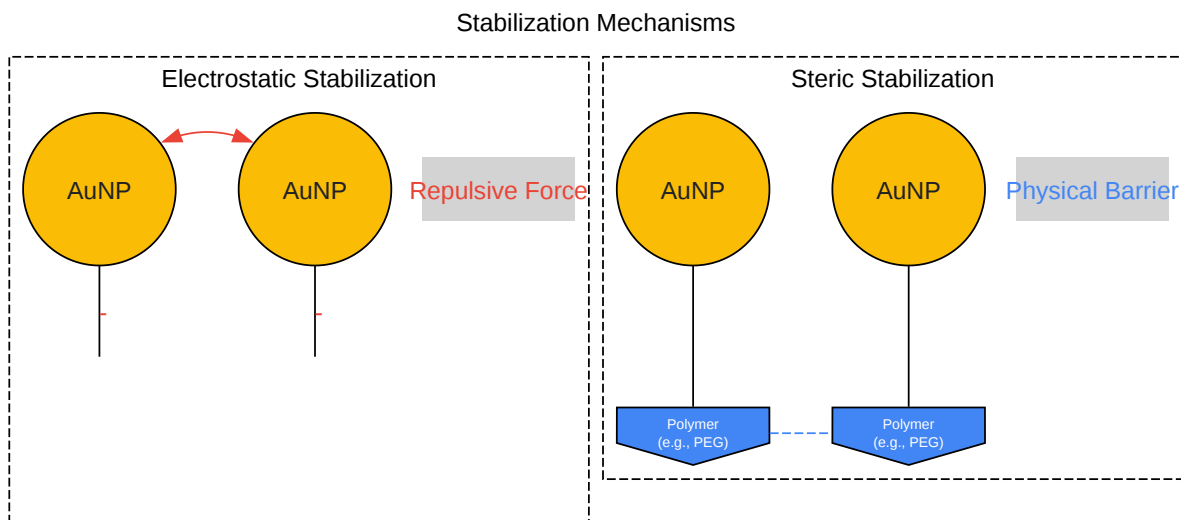 Stabilization Mechanisms
Electrostatic Stabilization
AuNP
AuNP
Repulsive Force
-
-
Steric Stabilization
AuNP
AuNP
Physical Barrier
Polymer
(e.g., PEG)
Polymer
(e.g., PEG)